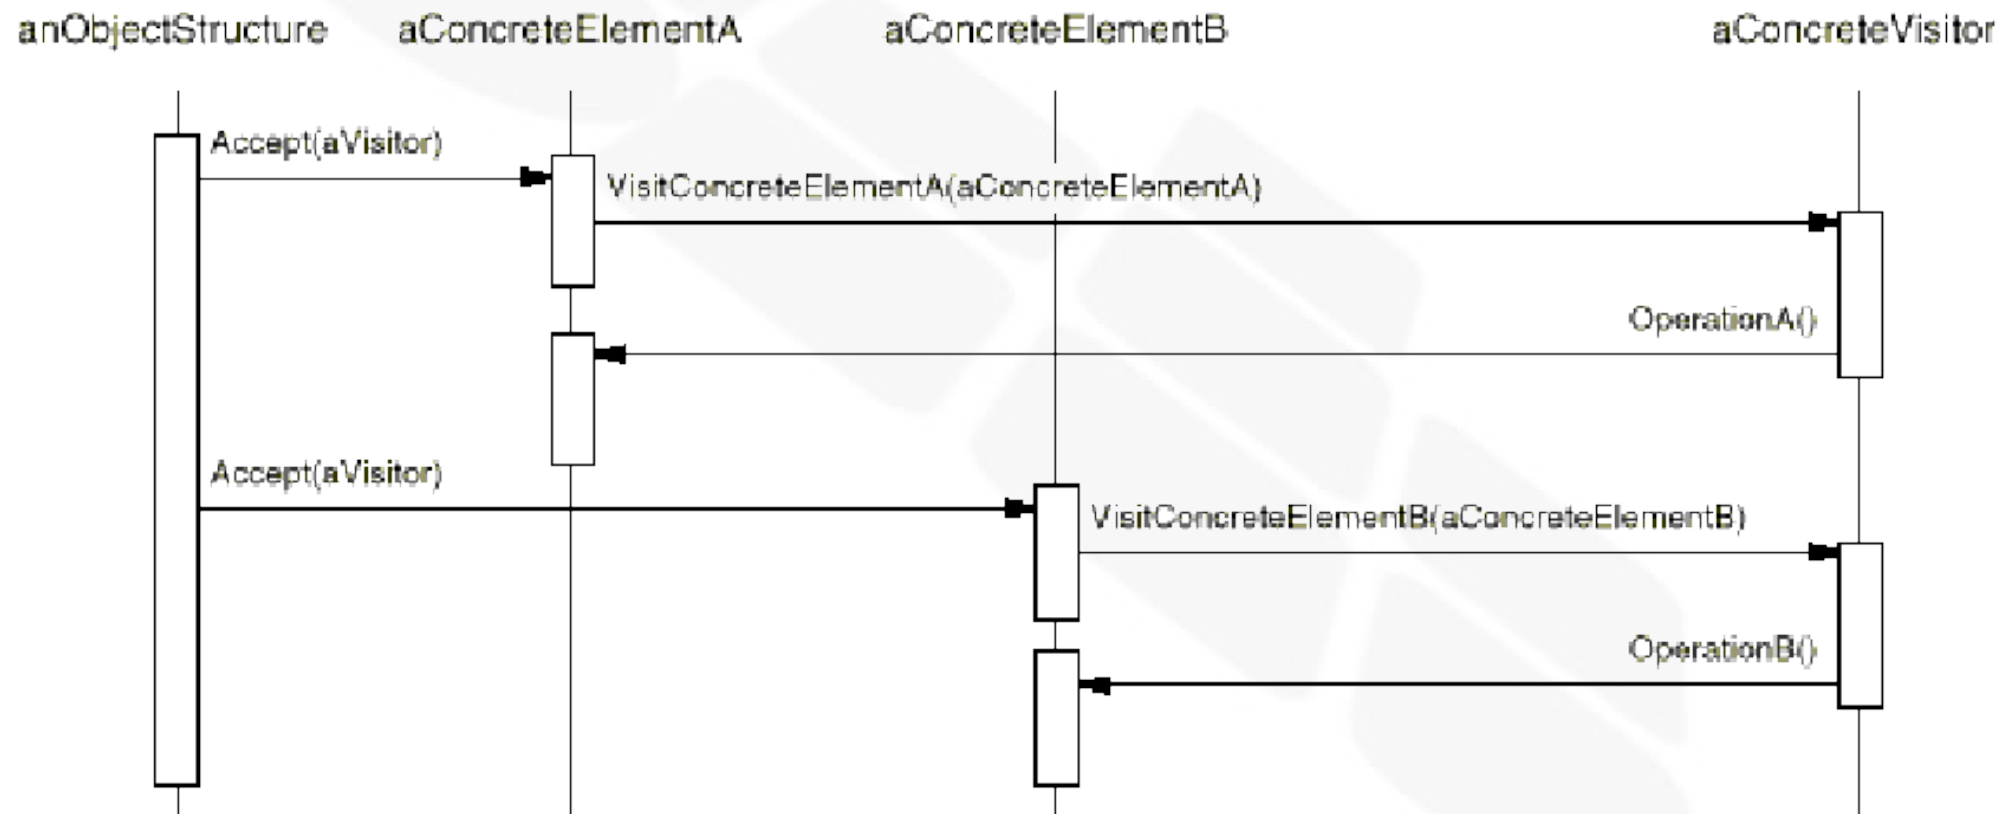 anObjectStructure aConcreteElementA aConcreteElementB aConcreteVisitor
Accept(aVisitor)
VisitConcreteElementA(aConcreteElementA)
OperationA()
Accept(aVisitor)
VisitConcreteElementB(aConcreteElementB)
OperationB()